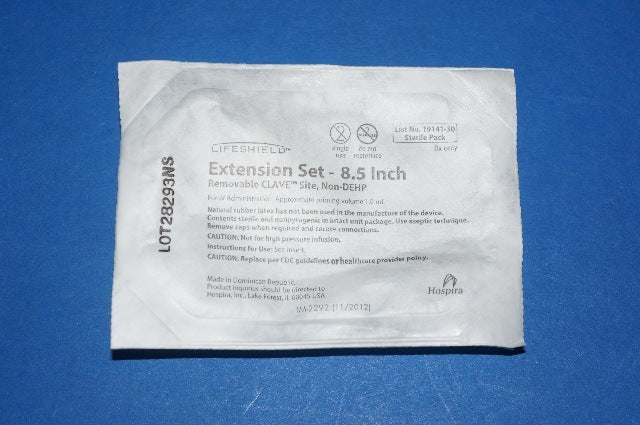 LIFESHIELD™
single use
do not resterilize
List No. 19141-30
Sterile Pack
Rx only
Extension Set - 8.5 Inch
Removable CLAVE™ Site, Non-DEHP
For IV Administration. Approximate priming volume 1.0 mL
Natural rubber latex has not been used in the manufacture of the device.
Contents sterile and nonpyrogenic in intact unit package. Use aseptic technique.
Remove caps when required and secure connections.
CAUTION: Not for high pressure infusion.
Instructions for Use: See insert.
CAUTION: Replace per CDC guidelines or healthcare provider policy.
Made in Dominican Republic
Product inquiries should be directed to
Hospira, Inc., Lake Forest, IL 60045 USA
Hospira
IM-2292 (11/2012)
LOT28293NS